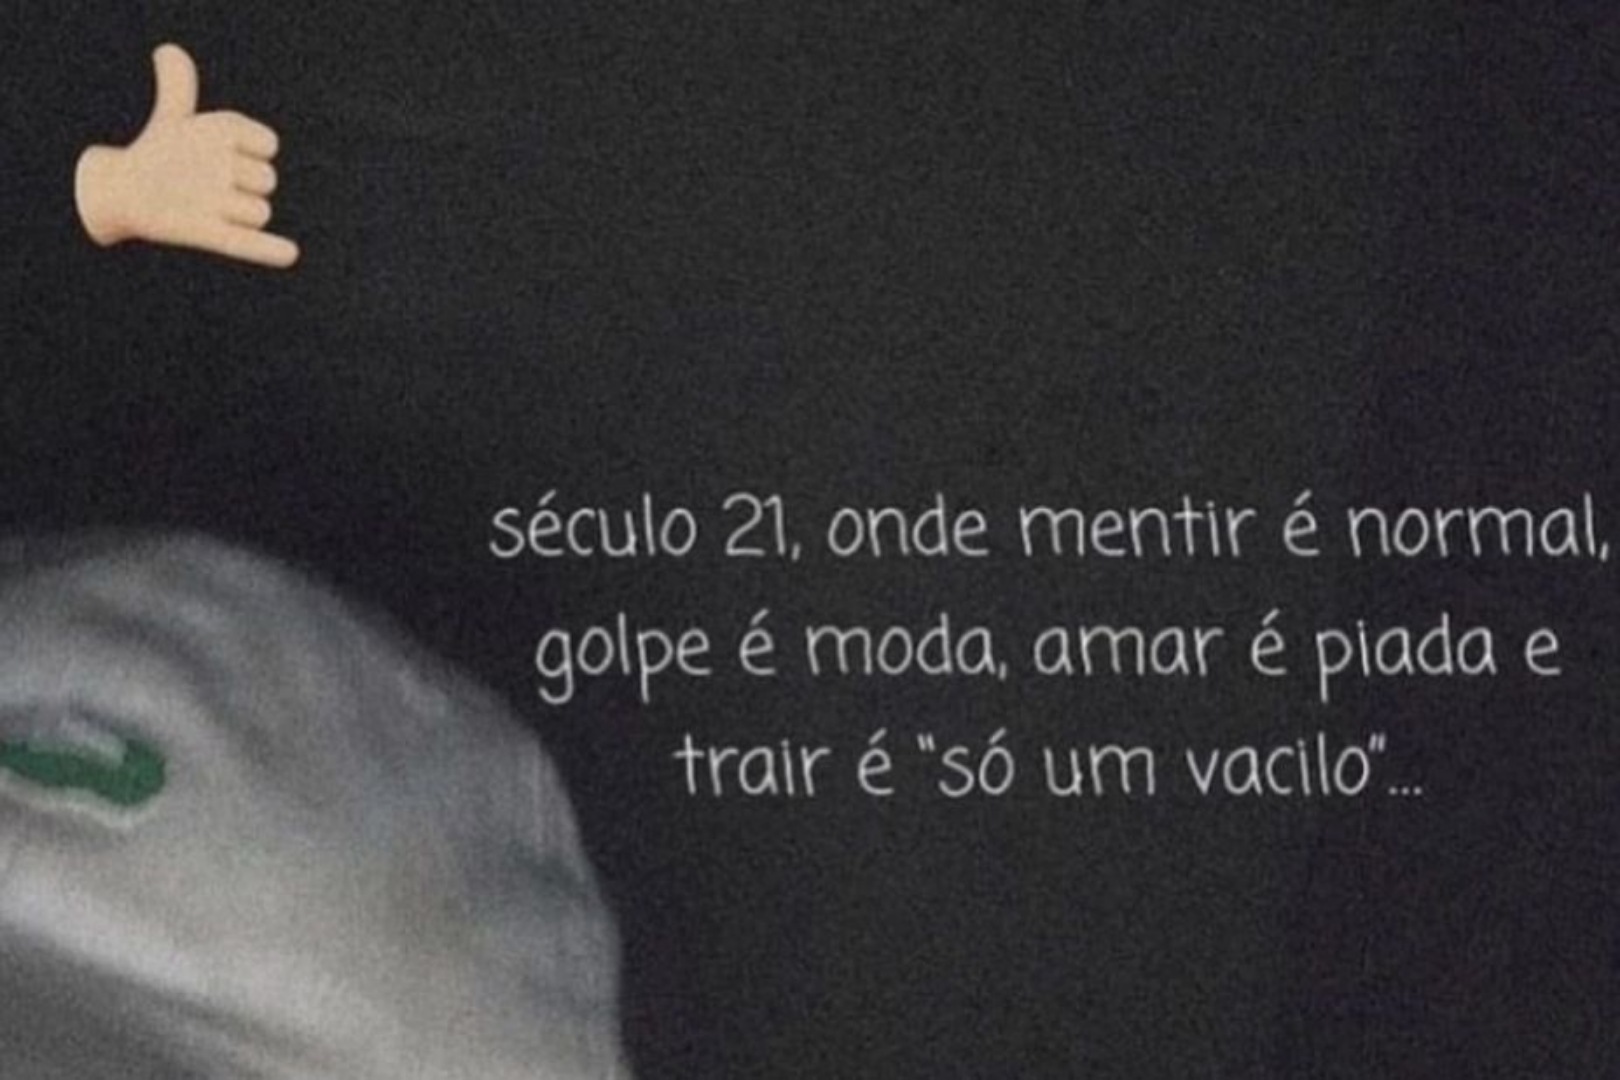 século 21, onde mentir é normal,
golpe é moda, amar é piada e
trair é "só um vacilo"...